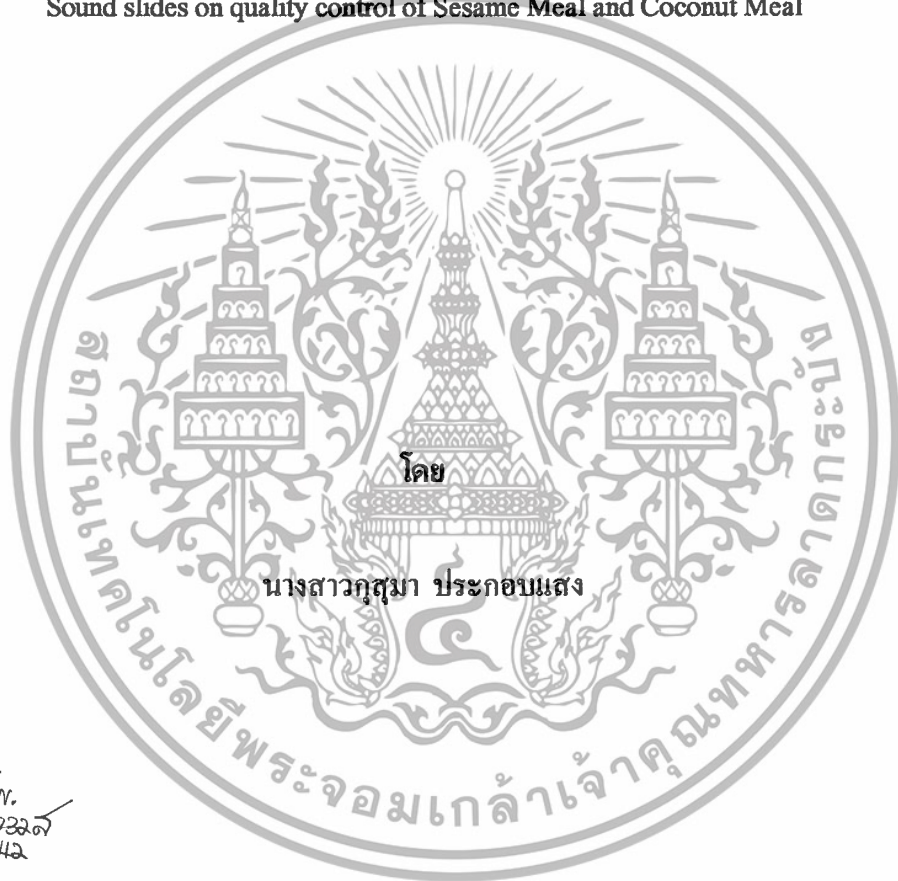 Sound slides on quality control of Sesame Meal and Coconut Meal
โดย
นางสาวกุสุมา ประกอบแสง
สถาบันเทคโนโลยีพระจอมเกล้าเจ้าคุณทหารลาดกระบัง